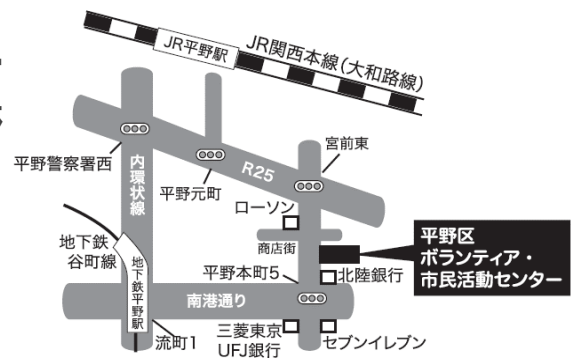 JR平野駅
JR関西本線(大和路線)
平野警察署西
内環状線
平野元町
R25
宮前東
ローソン
商店街
平野区
ボランティア・
市民活動センター
地下鉄
谷町線
地下鉄平野駅
平野本町5
北陸銀行
南港通り
流町1
三菱東京
UFJ銀行
セブンイレブン